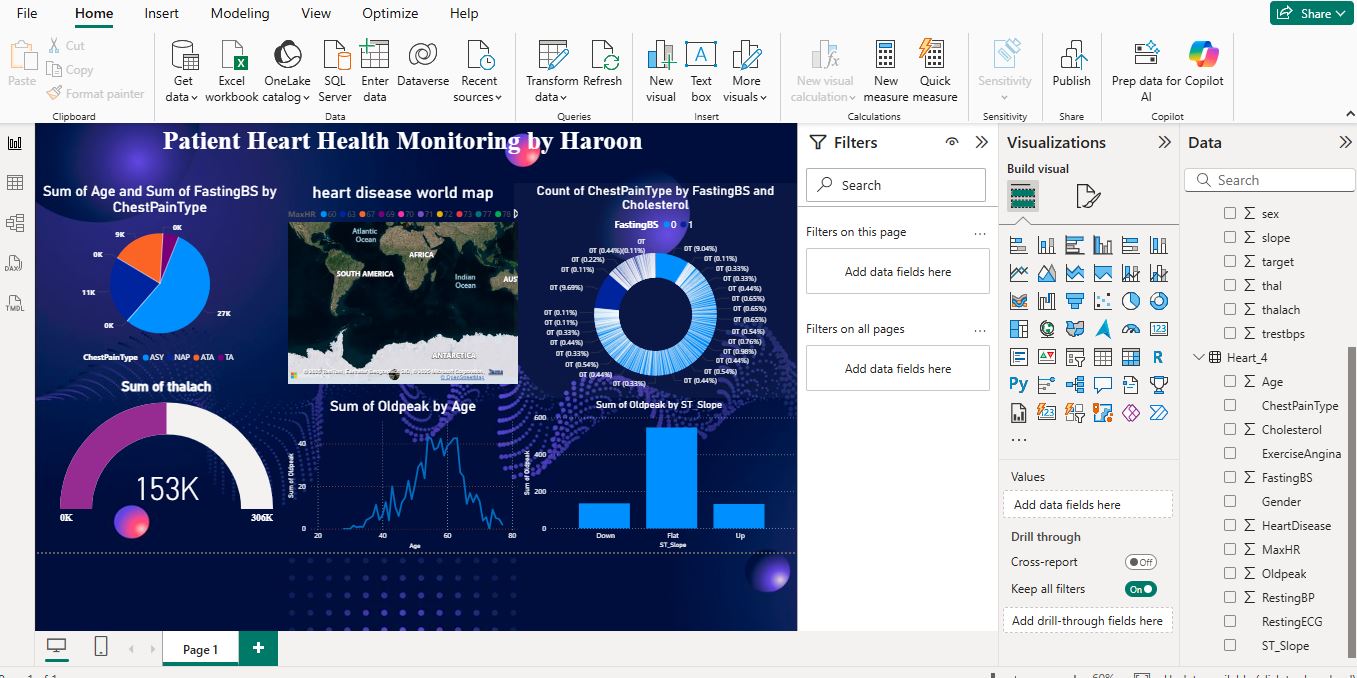 File Home Insert Modeling View Optimize Help Share
Paste
Cut
Copy
Format painter
Clipboard
Get data
Excel workbook
OneLake catalog
SQL Server
Enter data
Dataverse
Recent sources
Data
Transform data
Refresh
Queries
New visual
Text box
More visuals
Insert
New visual calculation
New measure
Quick measure
Calculations
Sensitivity
Sensitivity
Publish
Share
Prep data for AI
Copilot
Copilot
DAX
TMDL
Patient Heart Health Monitoring by Haroon
Sum of Age and Sum of FastingBS by
ChestPainType
0K
9K
0K
11K
0K
27K
ChestPainType ASY NAP ATA TA
heart disease world map
MaxHR 60 63 67 69 70 71 72 73 77 78
Atlantic
Ocean
AFRICA
SOUTH AMERICA
Indian
Ocean
AUS
ANTARCTICA
© OpenStreetMap
Terms
Count of ChestPainType by FastingBS and
Cholesterol
FastingBS 0 1
0T
0T (0.44%)(0.11%)
0T (0.22%)
0T (0.11%)
0T (9.69%)
0T (0.11%)
0T (0.11%)
0T (0.33%)
0T (0.44%)
0T (0.33%)
0T (0.54%)
0T (0.44%)
0T (0.33%)
0T (9.04%)
0T (0.11%)
0T (0.33%)
0T (0.33%)
0T (0.44%)
0T (0.65%)
0T (0.65%)
0T (0.65%)
0T (0.54%)
0T (0.76%)
0T (0.98%)
0T (0.44%)
0T (0.54%)
0T (0.44%)
Sum of thalach
153K
0K 306K
Sum of Oldpeak by Age
Sum of Oldpeak
40
20
0
20 40 60 80
Age
Sum of Oldpeak by ST_Slope
Sum of Oldpeak
600
400
200
0
Down Flat Up
ST_Slope
Page 1
Filters
Search
Filters on this page
Add data fields here
Filters on all pages
Add data fields here
Visualizations
Build visual
R
Py
123
Values
Add data fields here
Drill through
Cross-report Off
Keep all filters On
Add drill-through fields here
Data
Search
sex
slope
target
thal
thalach
trestbps
Heart_4
Age
ChestPainType
Cholesterol
ExerciseAngina
FastingBS
Gender
HeartDisease
MaxHR
Oldpeak
RestingBP
RestingECG
ST_Slope